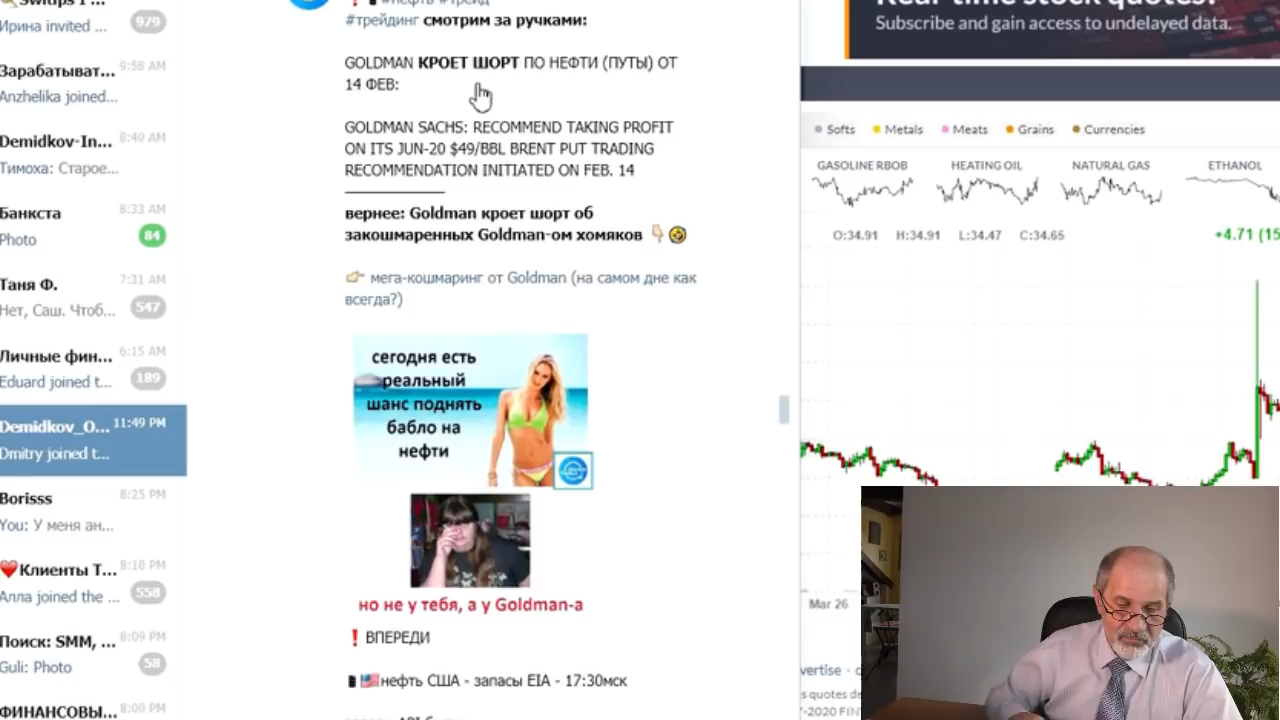 979
Ирина invited ...
9:58 AM
Зарабатыват...
Anzhelika joined...
8:40 AM
Demidkov-In...
Тимоха: Старое...
8:33 AM
Банкста
Photo
84
7:31 AM
Таня Ф.
Нет, Саш. Чтоб...
547
6:15 AM
Личные фин...
Eduard joined t...
189
Demidkov_O...
11:49 PM
Dmitry joined t...
8:25 PM
Borisss
You: У меня ан...
8:10 PM
Клиенты Т...
Алла joined the ...
558
8:09 PM
Поиск: SMM, ...
Guli: Photo
58
8:00 PM
ФИНАНСОВЫ...
#трейдинг смотрим за ручками:
GOLDMAN КРОЕТ ШОРТ ПО НЕФТИ (ПУТЫ) ОТ
14 ФЕВ:
GOLDMAN SACHS: RECOMMEND TAKING PROFIT
ON ITS JUN-20 $49/BBL BRENT PUT TRADING
RECOMMENDATION INITIATED ON FEB. 14
вернее: Goldman кроет шорт об
закошмаренных Goldman-ом хомяков
мега-кошмаринг от Goldman (на самом дне как
всегда?)
сегодня есть
реальный
шанс поднять
бабло на
нефти
но не у тебя, а у Goldman-а
❗ВПЕРЕДИ
нефть США - запасы EIA - 17:30мск
Real-time stock quotes?
Subscribe and gain access to undelayed data.
Softs Metals Meats Grains Currencies
GASOLINE RBOB HEATING OIL NATURAL GAS ETHANOL
O:34.91 H:34.91 L:34.47 C:34.65
+4.71 (15
Mar 26